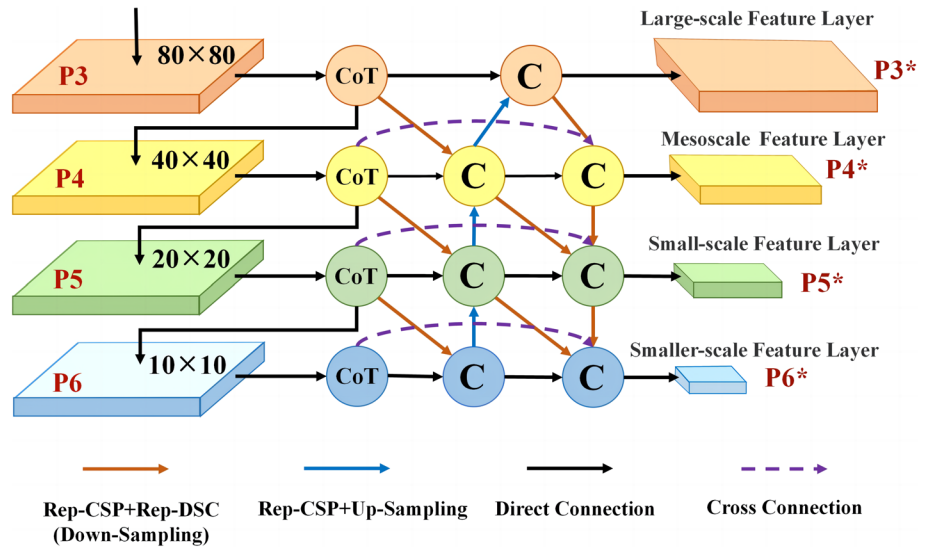 Large-scale Feature Layer
80×80
P3
CoT
C
P3*
Mesoscale Feature Layer
40×40
P4
CoT
C
C
P4*
Small-scale Feature Layer
20×20
P5
CoT
C
C
P5*
Smaller-scale Feature Layer
10×10
P6
CoT
C
C
P6*
Rep-CSP+Rep-DSC
(Down-Sampling)
Rep-CSP+Up-Sampling
Direct Connection
Cross Connection